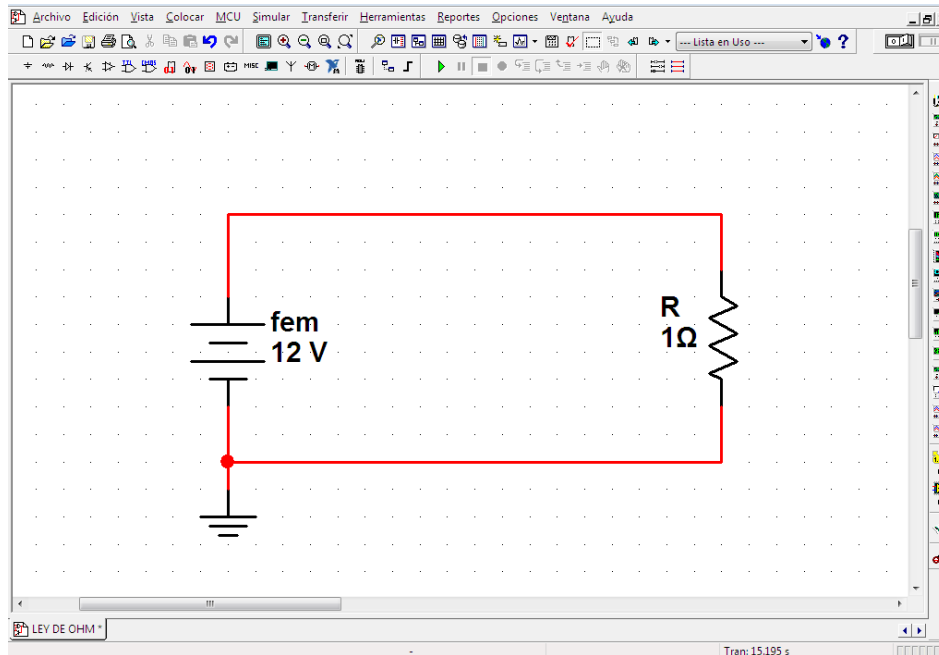 Archivo Edición Vista Colocar MCU Simular Transferir Herramientas Reportes Opciones Ventana Ayuda
--- Lista en Uso ---
?
MISC
fem
12 V
R
1Ω
LEY DE OHM *
-
Tran: 15.195 s